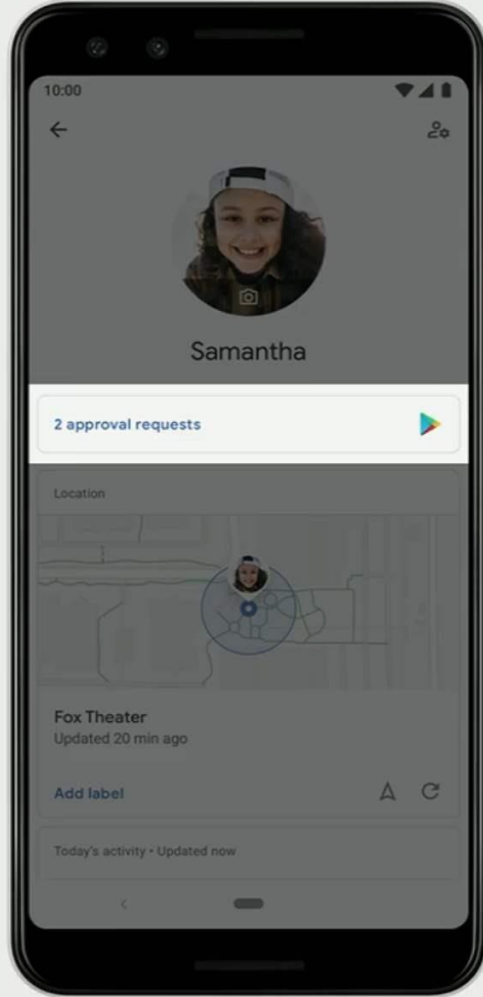 10:00
Samantha
2 approval requests
Location
Fox Theater
Updated 20 min ago
Add label
Today's activity • Updated now